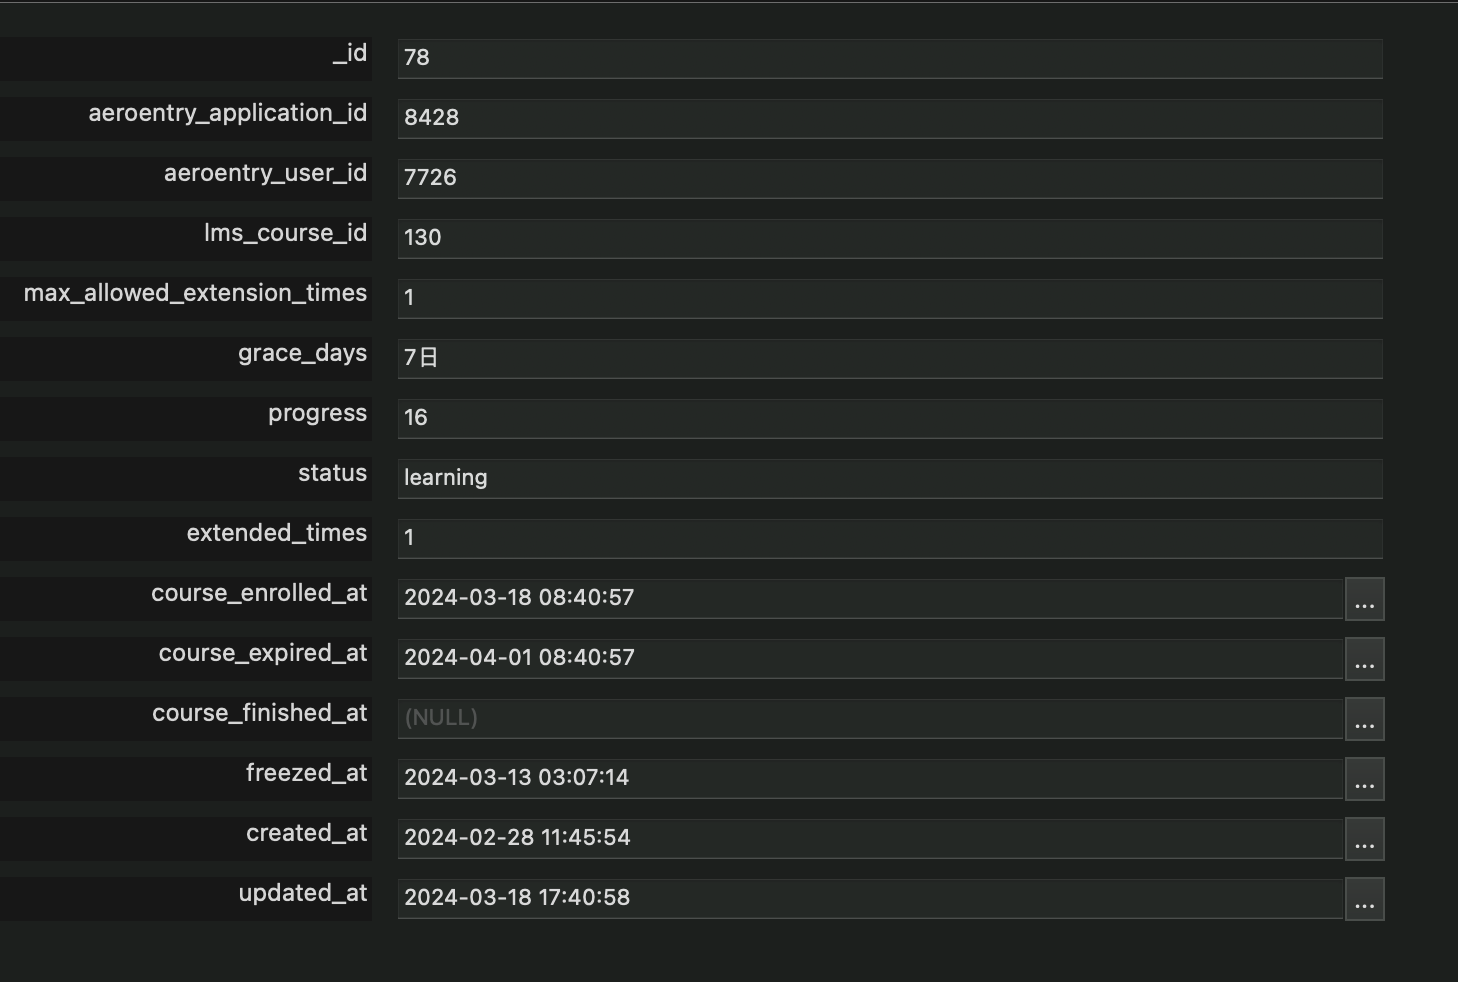 _id 78
aeroentry_application_id 8428
aeroentry_user_id 7726
lms_course_id 130
max_allowed_extension_times 1
grace_days 7日
progress 16
status learning
extended_times 1
course_enrolled_at 2024-03-18 08:40:57 ...
course_expired_at 2024-04-01 08:40:57 ...
course_finished_at (NULL) ...
freezed_at 2024-03-13 03:07:14 ...
created_at 2024-02-28 11:45:54 ...
updated_at 2024-03-18 17:40:58 ...